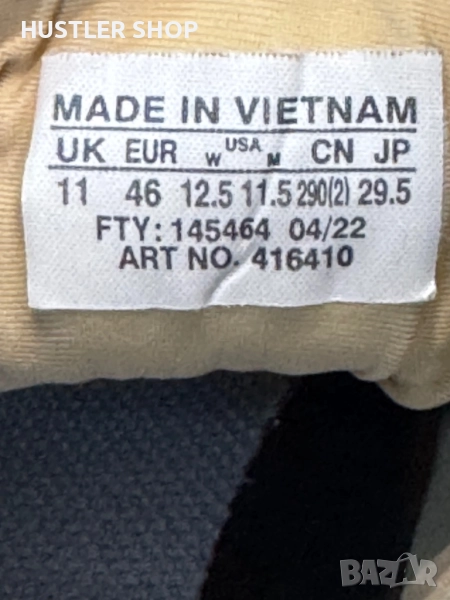 HUSTLER SHOP
MADE IN VIETNAM
UK EUR W USA M CN JP
11 46 12.5 11.5 290(2) 29.5
FTY: 145464 04/22
ART NO. 416410
BAZAR